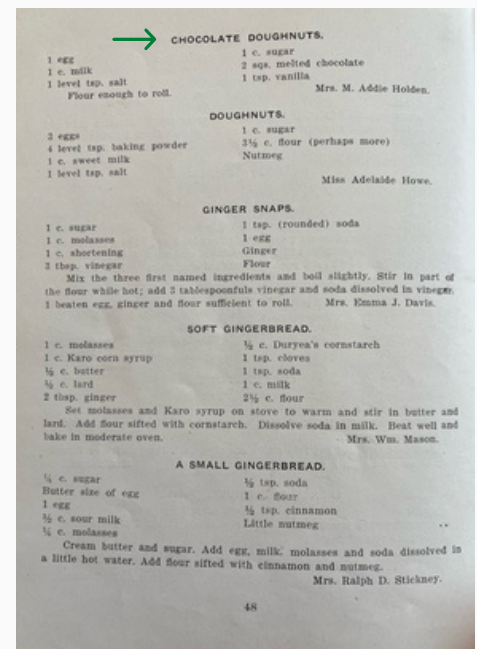 CHOCOLATE DOUGHNUTS.
1 egg 1 c. sugar
1 c. milk 2 sqs. melted chocolate
1 level tsp. salt 1 tsp. vanilla
Flour enough to roll. Mrs. M. Addie Holden.
DOUGHNUTS.
eggs 1 c. sugar
4 level tsp. baking powder 3½ c. flour (perhaps more)
1 c. sweet milk Nutmeg
1 level tsp. salt
Miss Adelaide Howe.
GINGER SNAPS.
1 c. sugar 1 tsp. (rounded) soda
1 c. molasses 1 egg
1 c. shortening Ginger
3 tbsp. vinegar Flour
Mix the three first named ingredients and boil slightly. Stir in part of
the flour while hot; add 3 tablespoonfuls vinegar and soda dissolved in vinegar,
1 beaten egg, ginger and flour sufficient to roll. Mrs. Emma J. Davis.
SOFT GINGERBREAD.
1 c. molasses ½ c. Duryea's cornstarch
1 c. Karo corn syrup 1 tsp. cloves
½ c. butter 1 tsp. soda
½ c. lard 1 c. milk
2 tbsp. ginger 2½ c. flour
Set molasses and Karo syrup on stove to warm and stir in butter and
lard. Add flour sifted with cornstarch. Dissolve soda in milk. Beat well and
bake in moderate oven. Mrs. Wm. Mason.
A SMALL GINGERBREAD.
c. sugar ½ tsp. soda
Butter size of egg 1 c. flour
1 egg ½ tsp. cinnamon
c. sour milk Little nutmeg
c. molasses
Cream butter and sugar. Add egg, milk, molasses and soda dissolved in
a little hot water. Add flour sifted with cinnamon and nutmeg.
Mrs. Ralph D. Stickney.
48